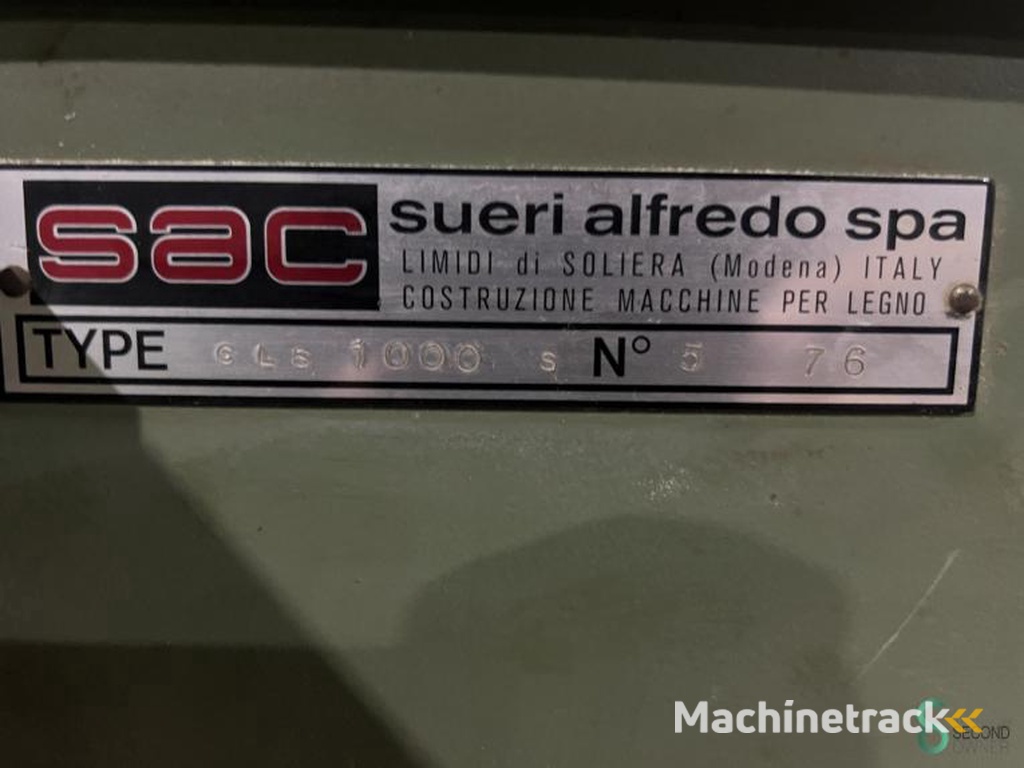 sac sueri alfredo spa
LIMIDI di SOLIERA (Modena) ITALY
COSTRUZIONE MACCHINE PER LEGNO
TYPE 1000 S N° 5 76
Machinetrack
SECOND
OWNER